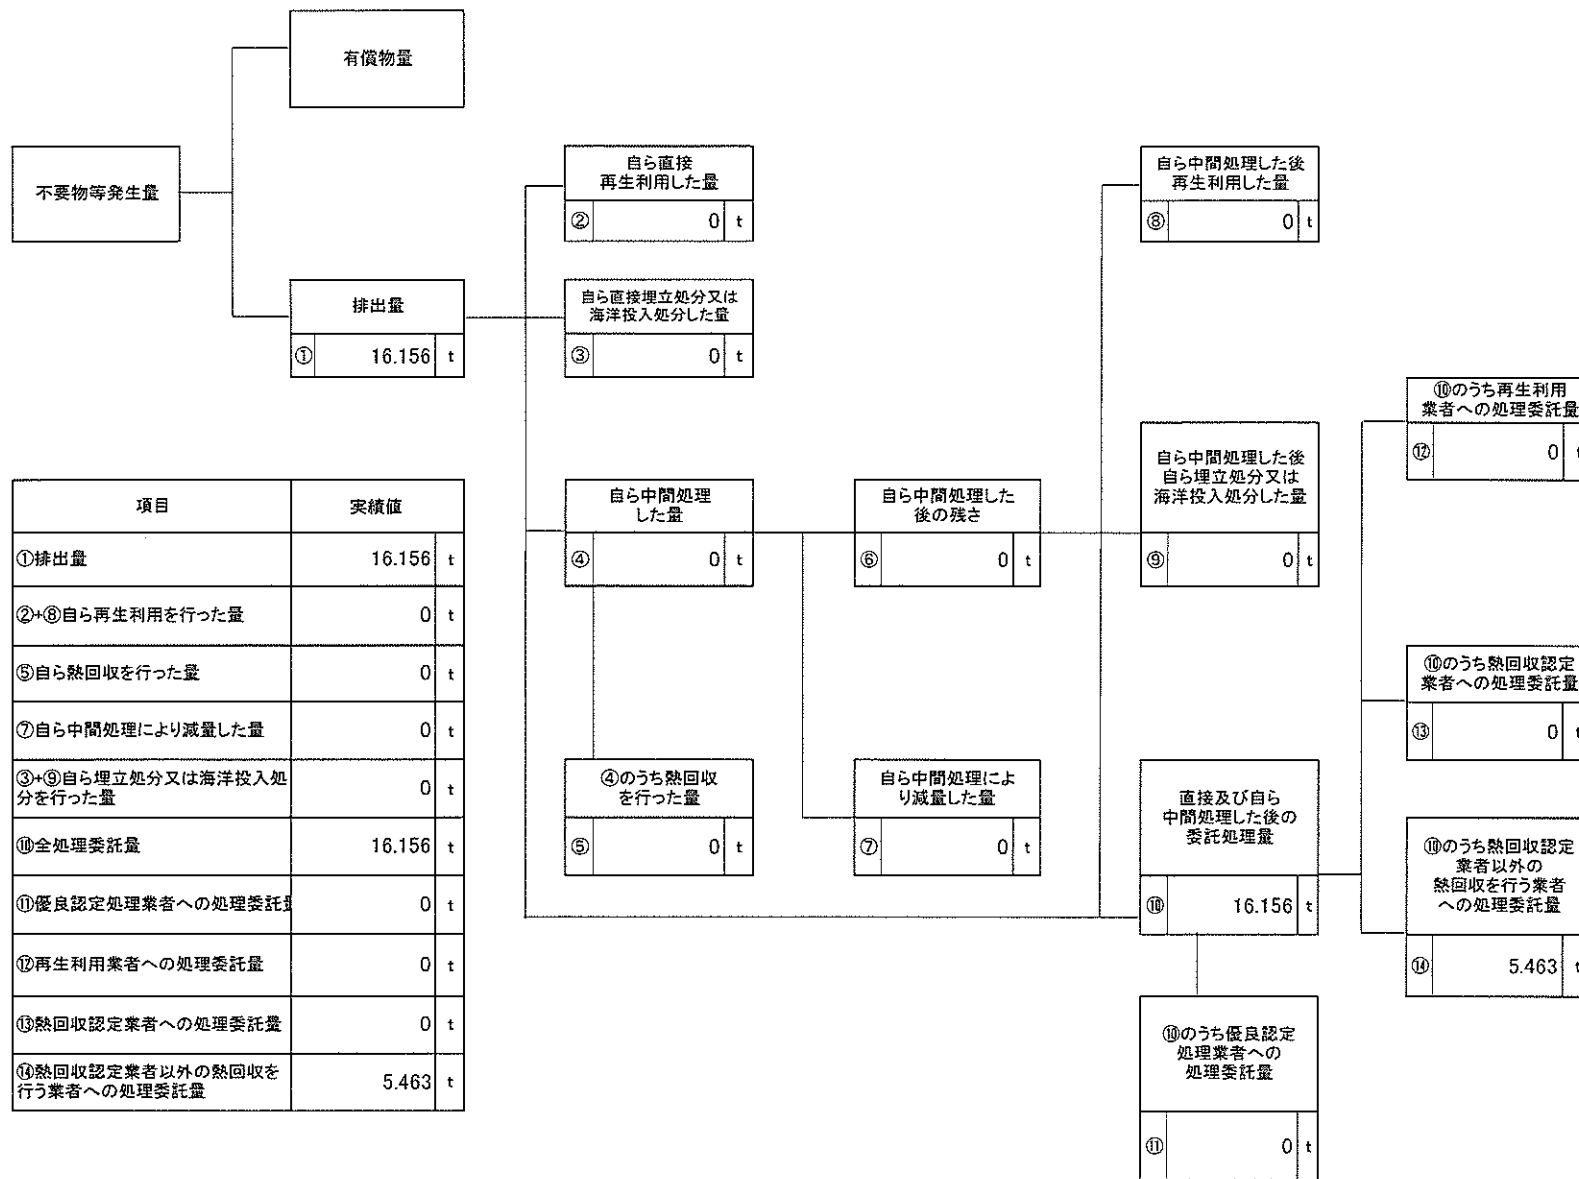 有償物量
不要物等発生量
排出量
① 16.156 t
自ら直接
再生利用した量
② 0 t
自ら直接埋立処分又は
海洋投入処分した量
③ 0 t
自ら中間処理
した量
④ 0 t
④のうち熱回収
を行った量
⑤ 0 t
自ら中間処理した
後の残さ
⑥ 0 t
自ら中間処理によ
り減量した量
⑦ 0 t
自ら中間処理した後
再生利用した量
⑧ 0 t
自ら中間処理した後
自ら埋立処分又は
海洋投入処分した量
⑨ 0 t
直接及び自ら
中間処理した後の
委託処理量
⑩ 16.156 t
⑩のうち優良認定
処理業者への
処理委託量
⑪ 0 t
⑩のうち再生利用
業者への処理委託量
⑫ 0 t
⑩のうち熱回収認定
業者への処理委託量
⑬ 0 t
⑩のうち熱回収認定
業者以外の
熱回収を行う業者
への処理委託量
⑭ 5.463 t
項目 実績値
①排出量 16.156 t
②+⑧自ら再生利用を行った量 0 t
⑤自ら熱回収を行った量 0 t
⑦自ら中間処理により減量した量 0 t
③+⑨自ら埋立処分又は海洋投入処
分を行った量 0 t
⑩全処理委託量 16.156 t
⑪優良認定処理業者への処理委託量 0 t
⑫再生利用業者への処理委託量 0 t
⑬熱回収認定業者への処理委託量 0 t
⑭熱回収認定業者以外の熱回収を
行う業者への処理委託量 5.463 t